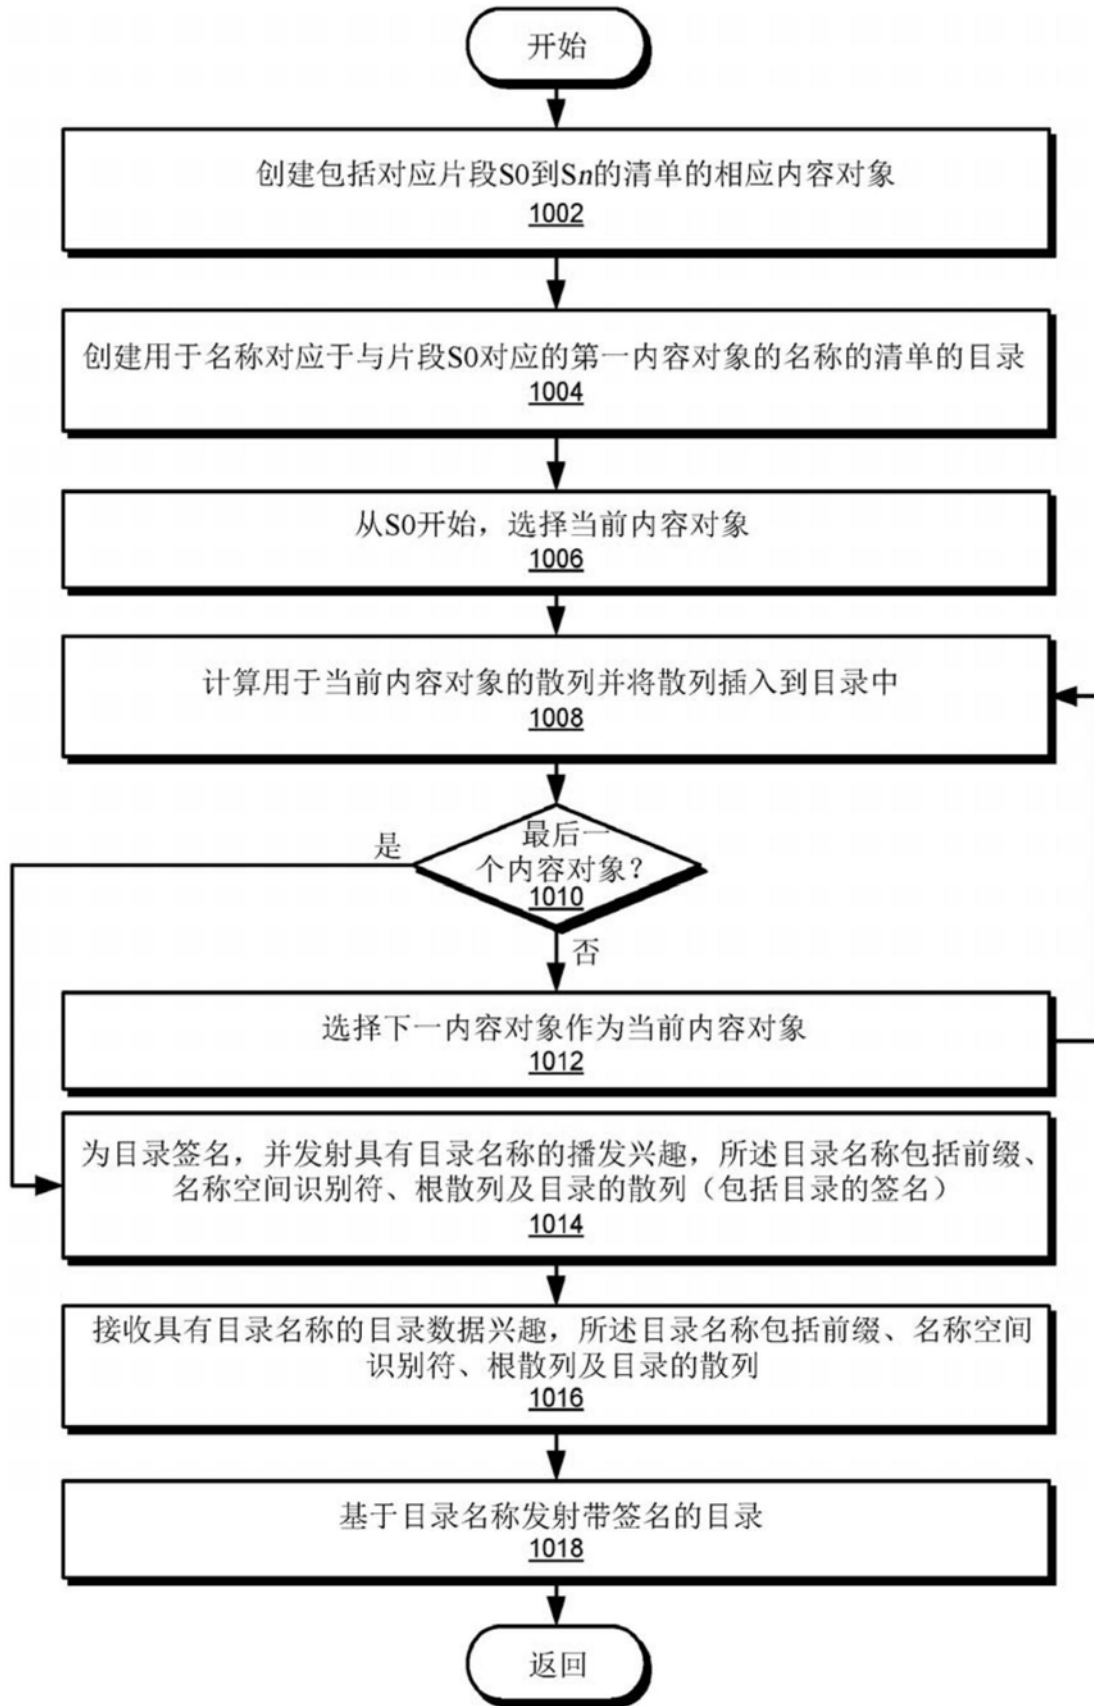 开始
创建包括对应片段S0到Sn的清单的相应内容对象
1002
创建用于名称对应于与片段S0对应的第一内容对象的名称的清单的目录
1004
从S0开始，选择当前内容对象
1006
计算用于当前内容对象的散列并将散列插入到目录中
1008
是
最后一
个内容对象？
1010
否
选择下一内容对象作为当前内容对象
1012
为目录签名，并发射具有目录名称的播发兴趣，所述目录名称包括前缀、
名称空间识别符、根散列及目录的散列（包括目录的签名）
1014
接收具有目录名称的目录数据兴趣，所述目录名称包括前缀、名称空间
识别符、根散列及目录的散列
1016
基于目录名称发射带签名的目录
1018
返回